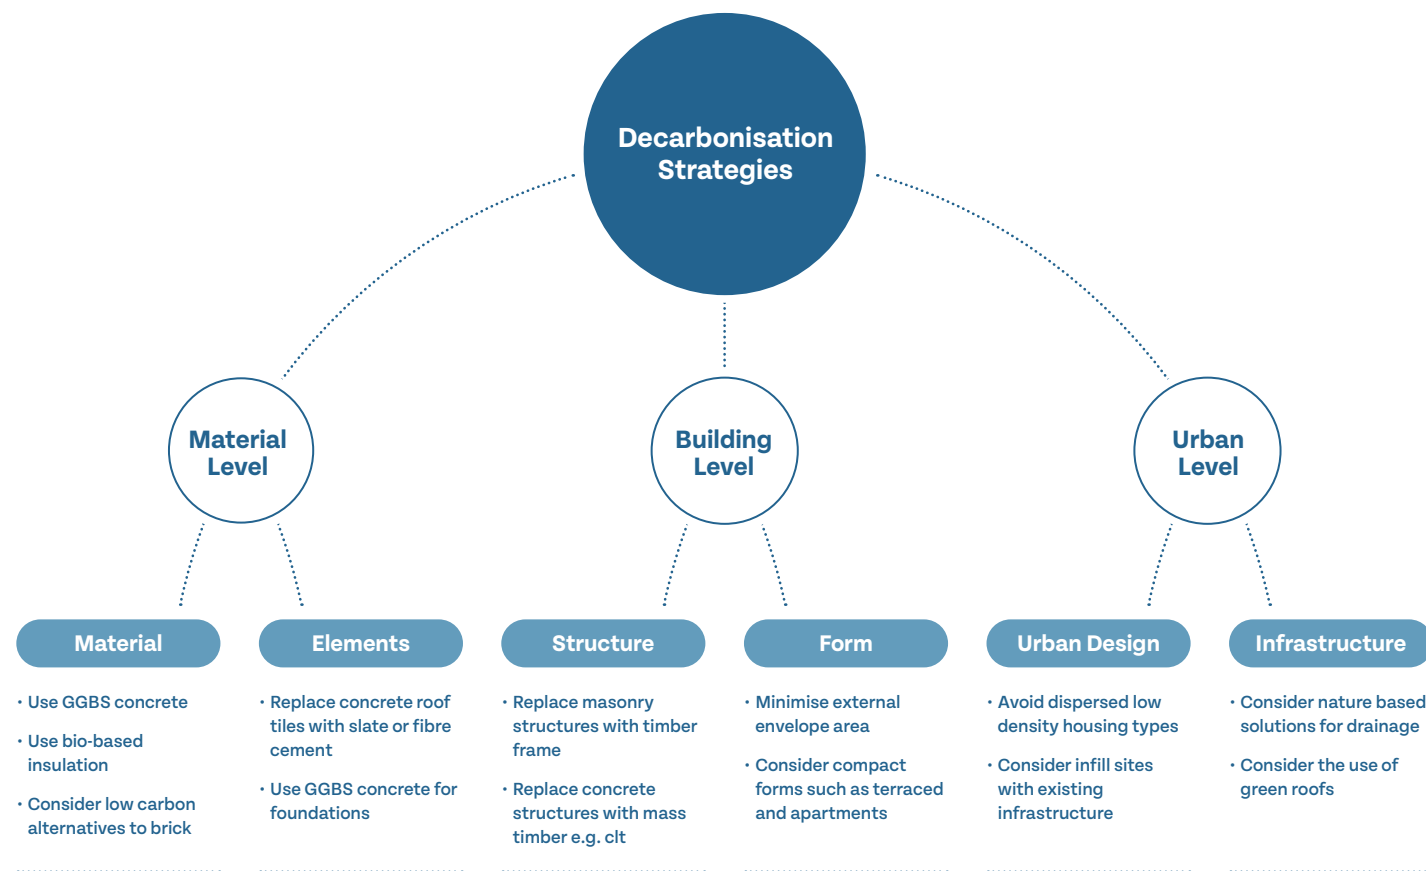 Decarbonisation
Strategies
Material
Level
Building
Level
Urban
Level
Material
• Use GGBS concrete
• Use bio-based
insulation
• Consider low carbon
alternatives to brick
Elements
• Replace concrete roof
tiles with slate or fibre
cement
• Use GGBS concrete for
foundations
Structure
• Replace masonry
structures with timber
frame
• Replace concrete
structures with mass
timber e.g. clt
Form
• Minimise external
envelope area
• Consider compact
forms such as terraced
and apartments
Urban Design
• Avoid dispersed low
density housing types
• Consider infill sites
with existing
infrastructure
Infrastructure
• Consider nature based
solutions for drainage
• Consider the use of
green roofs